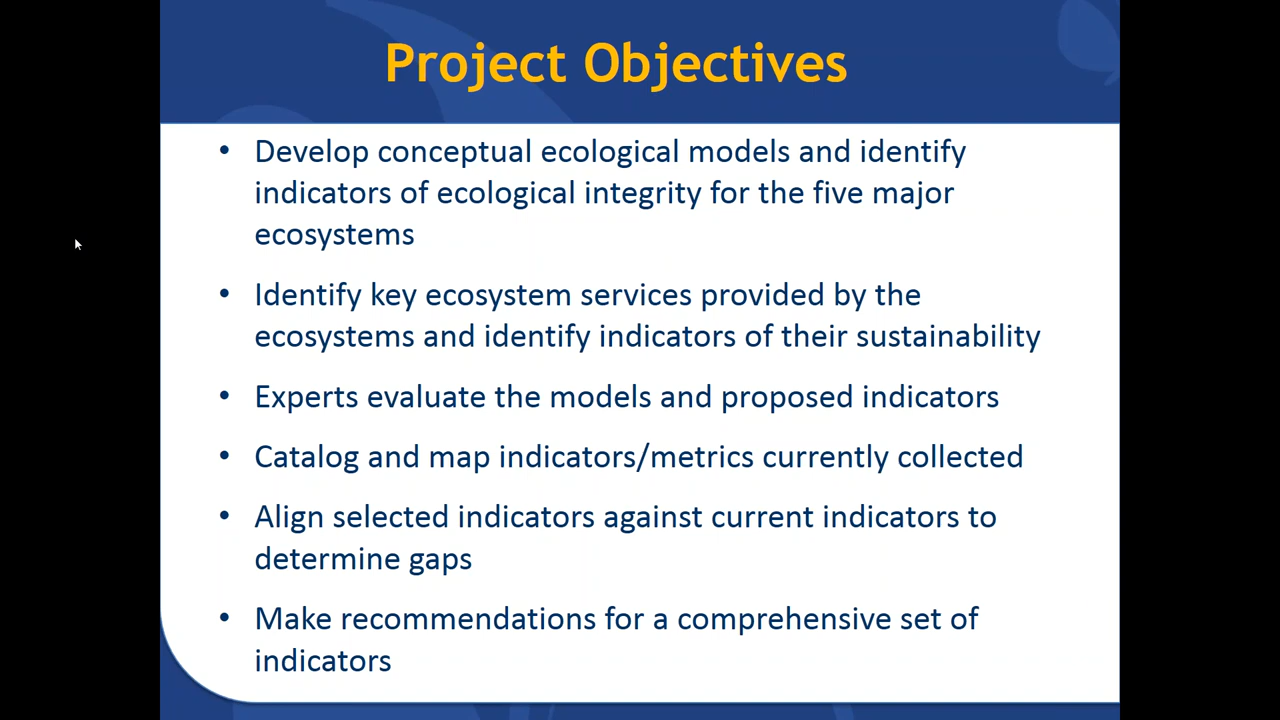 Project Objectives
• Develop conceptual ecological models and identify
indicators of ecological integrity for the five major
ecosystems
• Identify key ecosystem services provided by the
ecosystems and identify indicators of their sustainability
• Experts evaluate the models and proposed indicators
• Catalog and map indicators/metrics currently collected
• Align selected indicators against current indicators to
determine gaps
• Make recommendations for a comprehensive set of
indicators